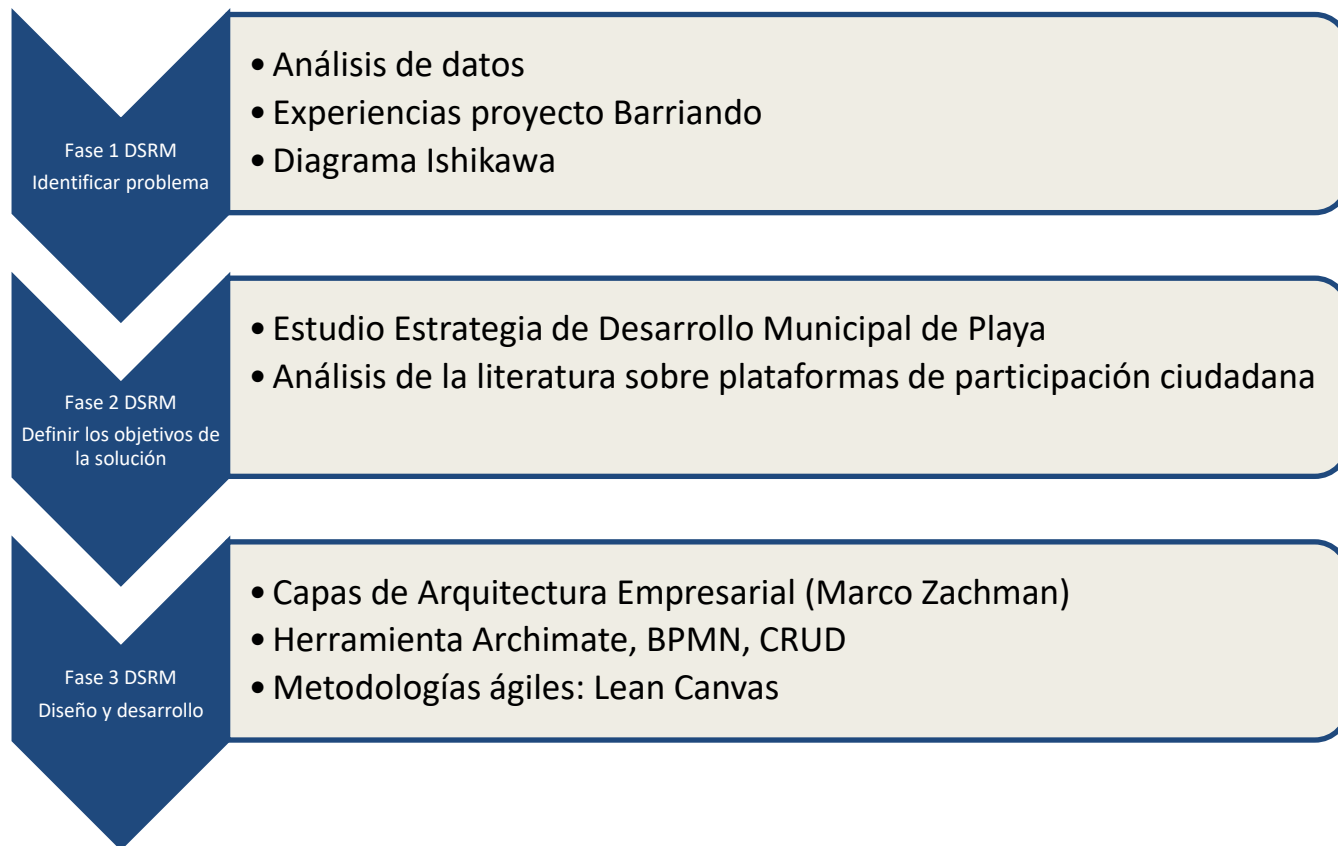 Fase 1 DSRM
Identificar problema
• Análisis de datos
• Experiencias proyecto Barriando
• Diagrama Ishikawa
Fase 2 DSRM
Definir los objetivos de
la solución
• Estudio Estrategia de Desarrollo Municipal de Playa
• Análisis de la literatura sobre plataformas de participación ciudadana
Fase 3 DSRM
Diseño y desarrollo
• Capas de Arquitectura Empresarial (Marco Zachman)
• Herramienta Archimate, BPMN, CRUD
• Metodologías ágiles: Lean Canvas